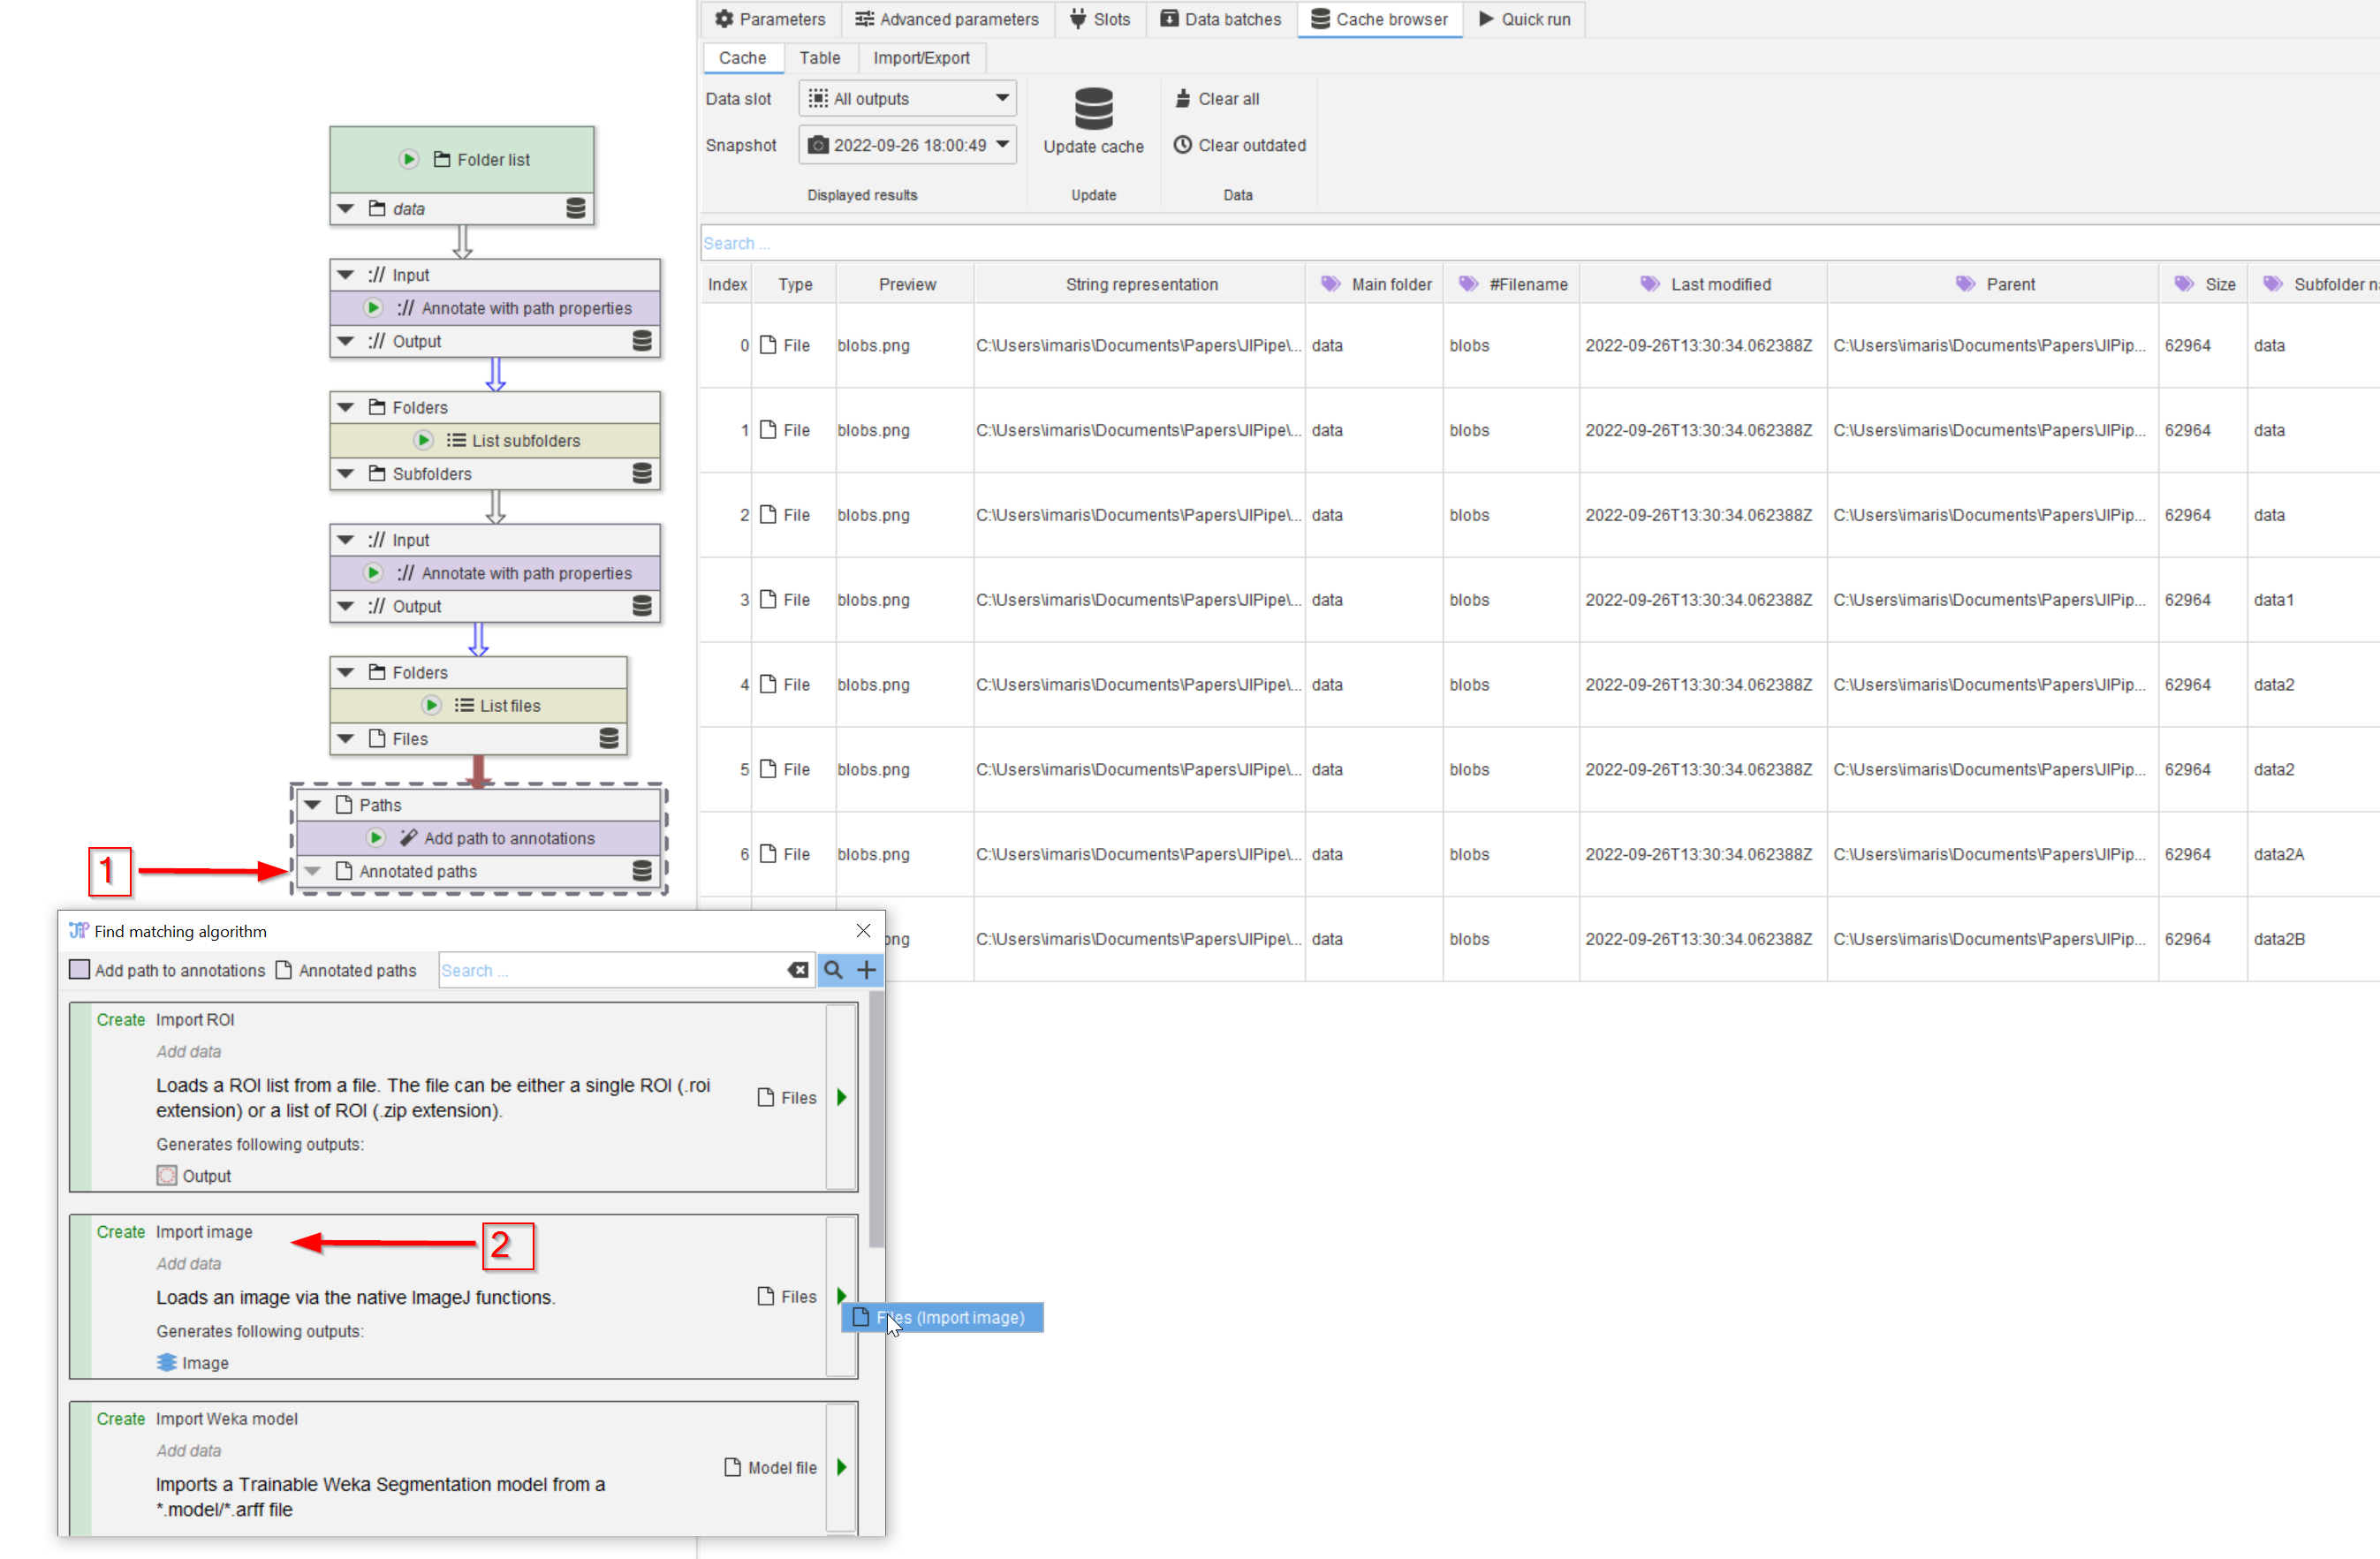 Parameters Advanced parameters Slots Data batches Cache browser Quick run
Cache Table Import/Export
Data slot All outputs
Snapshot 2022-09-26 18:00:49
Update cache
Clear all
Clear outdated
Displayed results Update Data
Search ...
Index Type Preview String representation Main folder #Filename Last modified Parent Size Subfolder n
0 File blobs.png C:\Users\imaris\Documents\Papers\JIPipe\... data blobs 2022-09-26T13:30:34.062388Z C:\Users\imaris\Documents\Papers\JIPip... 62964 data
1 File blobs.png C:\Users\imaris\Documents\Papers\JIPipe\... data blobs 2022-09-26T13:30:34.062388Z C:\Users\imaris\Documents\Papers\JIPip... 62964 data
2 File blobs.png C:\Users\imaris\Documents\Papers\JIPipe\... data blobs 2022-09-26T13:30:34.062388Z C:\Users\imaris\Documents\Papers\JIPip... 62964 data
3 File blobs.png C:\Users\imaris\Documents\Papers\JIPipe\... data blobs 2022-09-26T13:30:34.062388Z C:\Users\imaris\Documents\Papers\JIPip... 62964 data1
4 File blobs.png C:\Users\imaris\Documents\Papers\JIPipe\... data blobs 2022-09-26T13:30:34.062388Z C:\Users\imaris\Documents\Papers\JIPip... 62964 data2
5 File blobs.png C:\Users\imaris\Documents\Papers\JIPipe\... data blobs 2022-09-26T13:30:34.062388Z C:\Users\imaris\Documents\Papers\JIPip... 62964 data2
6 File blobs.png C:\Users\imaris\Documents\Papers\JIPipe\... data blobs 2022-09-26T13:30:34.062388Z C:\Users\imaris\Documents\Papers\JIPip... 62964 data2A
png C:\Users\imaris\Documents\Papers\JIPipe\... data blobs 2022-09-26T13:30:34.062388Z C:\Users\imaris\Documents\Papers\JIPip... 62964 data2B
Folder list
data
:// Input
:// Annotate with path properties
:// Output
Folders
List subfolders
Subfolders
:// Input
:// Annotate with path properties
:// Output
Folders
List files
Files
Paths
Add path to annotations
Annotated paths
1
JIP Find matching algorithm
Add path to annotations Annotated paths Search ...
Create Import ROI
Add data
Loads a ROI list from a file. The file can be either a single ROI (.roi
extension) or a list of ROI (.zip extension).
Files
Generates following outputs:
Output
Create Import image
2
Add data
Loads an image via the native ImageJ functions.
Files
Files (Import image)
Generates following outputs:
Image
Create Import Weka model
Add data
Model file
Imports a Trainable Weka Segmentation model from a
*.model/*.arff file